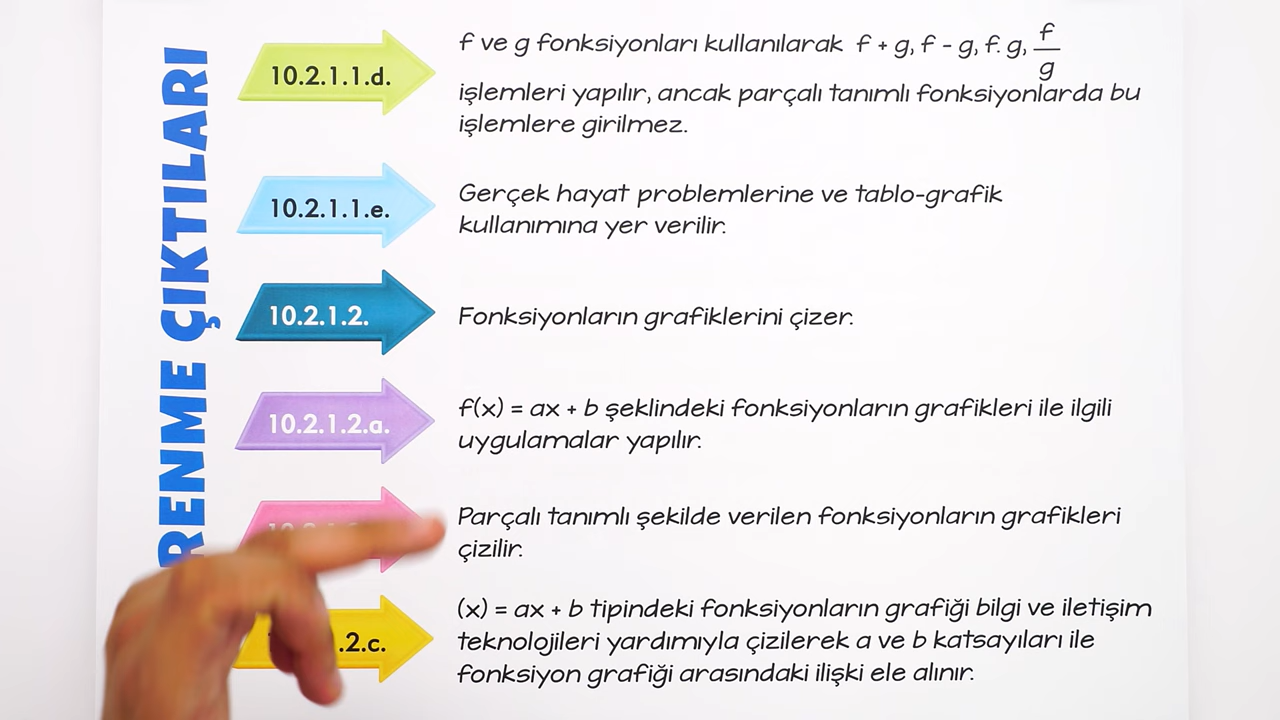 RENME ÇIKTILARI
10.2.1.1.d.
f ve g fonksiyonları kullanılarak f + g, f - g, f. g, f/g
işlemleri yapılır, ancak parçalı tanımlı fonksiyonlarda bu
işlemlere girilmez.
10.2.1.1.e.
Gerçek hayat problemlerine ve tablo-grafik
kullanımına yer verilir.
10.2.1.2.
Fonksiyonların grafiklerini çizer.
10.2.1.2.a.
f(x) = ax + b şeklindeki fonksiyonların grafikleri ile ilgili
uygulamalar yapılır.
Parçalı tanımlı şekilde verilen fonksiyonların grafikleri
çizilir.
.2.c.
(x) = ax + b tipindeki fonksiyonların grafiği bilgi ve iletişim
teknolojileri yardımıyla çizilerek a ve b katsayıları ile
fonksiyon grafiği arasındaki ilişki ele alınır.